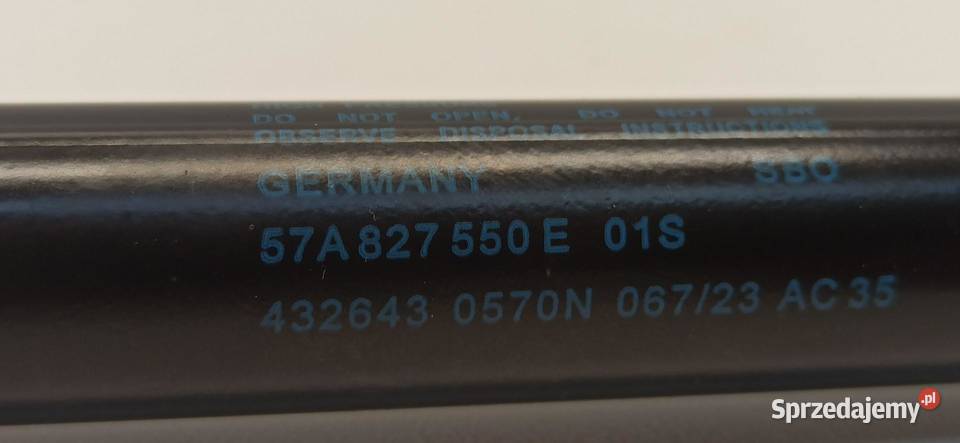 DO NOT OPEN, DO NOT HEAT
OBSERVE DISPOSAL INSTRUCTIONS
GERMANY SBO
57A 827 550 E 01S
432643 0570N 067/23 AC 35
Sprzedajemy.pl